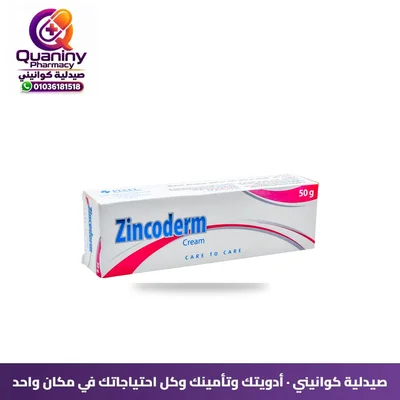 Quaniny
Pharmacy
صيدلية كوانيني
01036181518
50 g
Zincoderm
Cream
CARE TO CARE
صيدلية كوانيني - أدويتك وتأمينك وكل احتياجاتك في مكان واحد